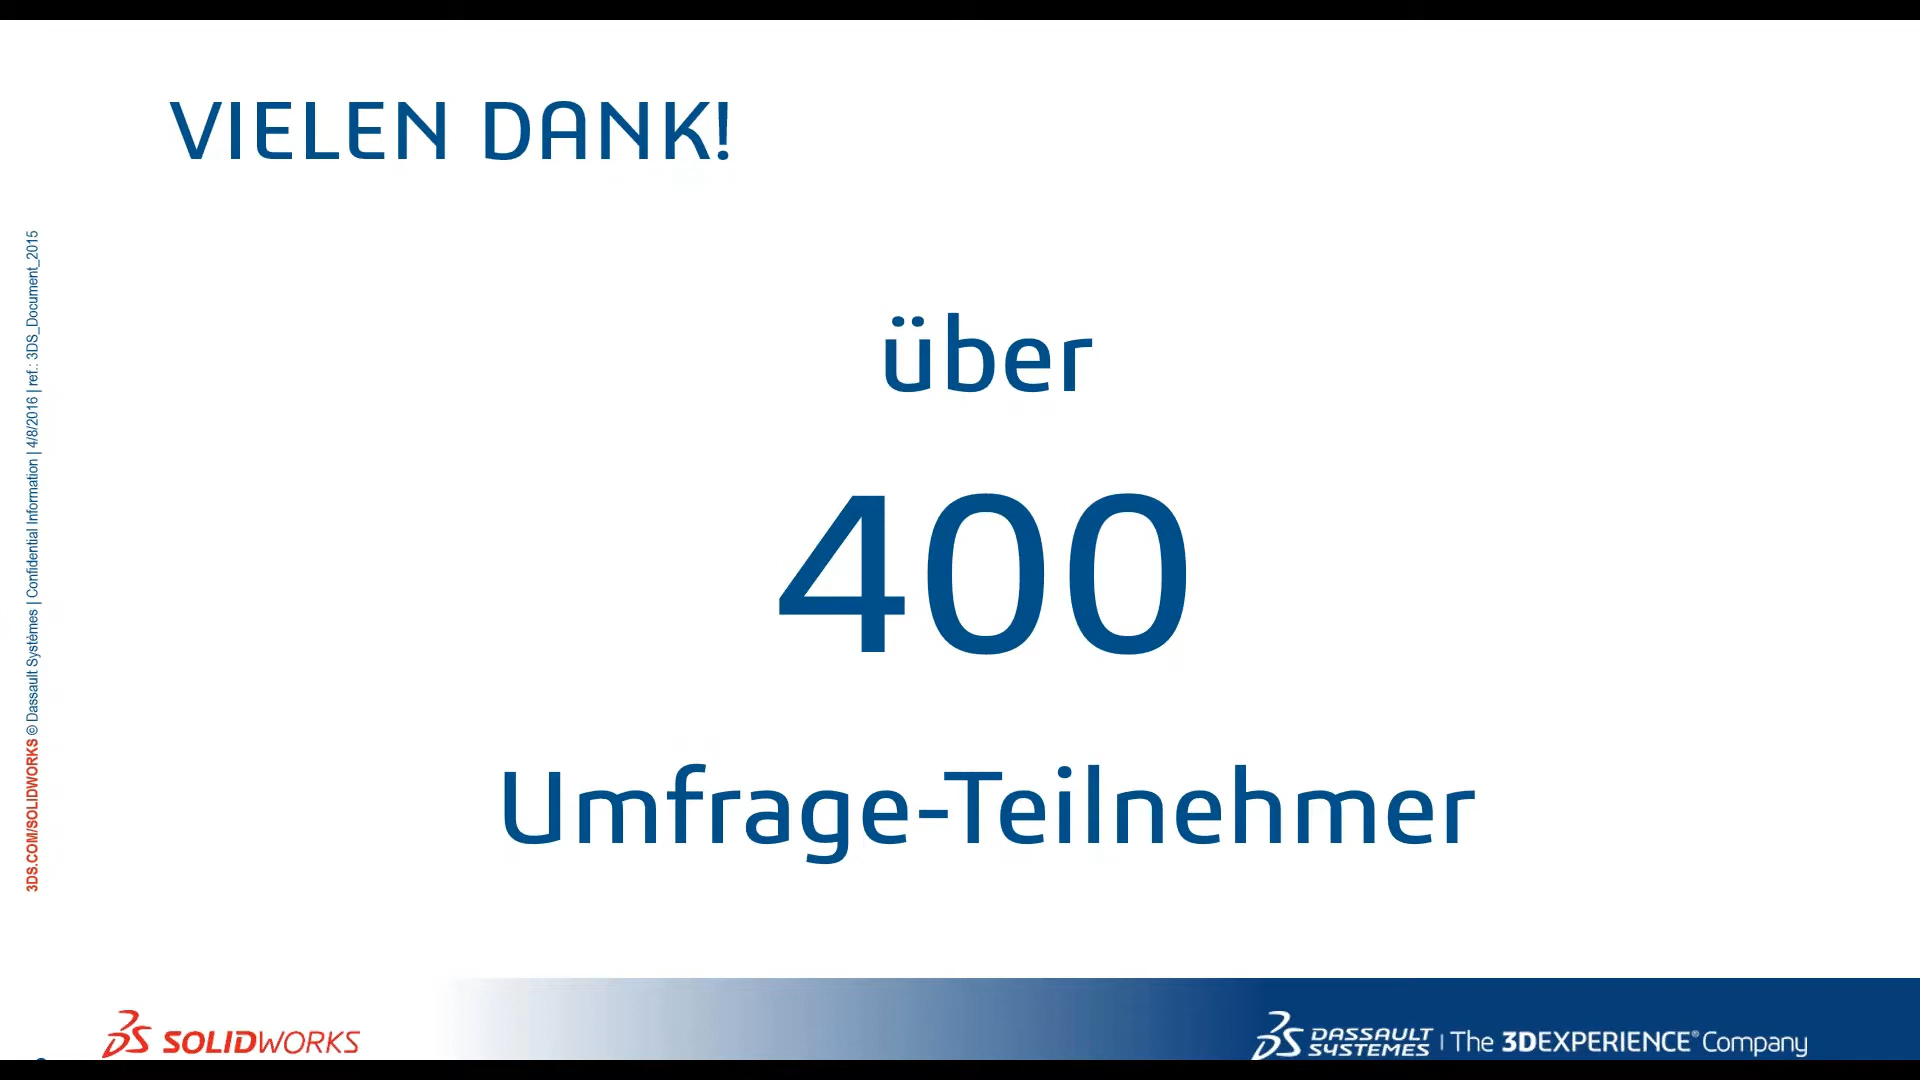 VIELEN DANK!
über
400
Umfrage-Teilnehmer
3DS.COM/SOLIDWORKS © Dassault Systèmes | Confidential Information | 4/8/2016 | ref.: 3DS_Document_2015
SOLIDWORKS
DASSAULT SYSTEMES | The 3DEXPERIENCE® Company